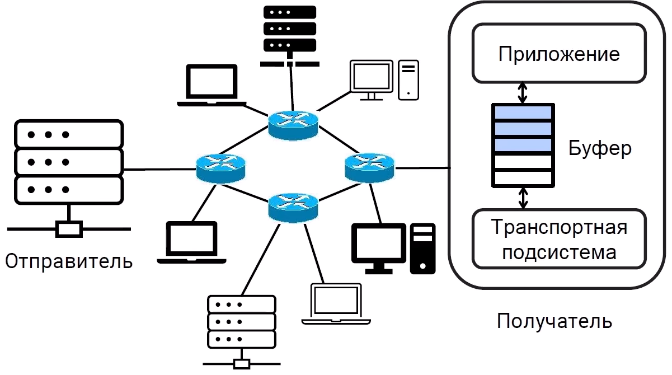 Приложение
Буфер
Транспортная
подсистема
Отправитель
Получатель